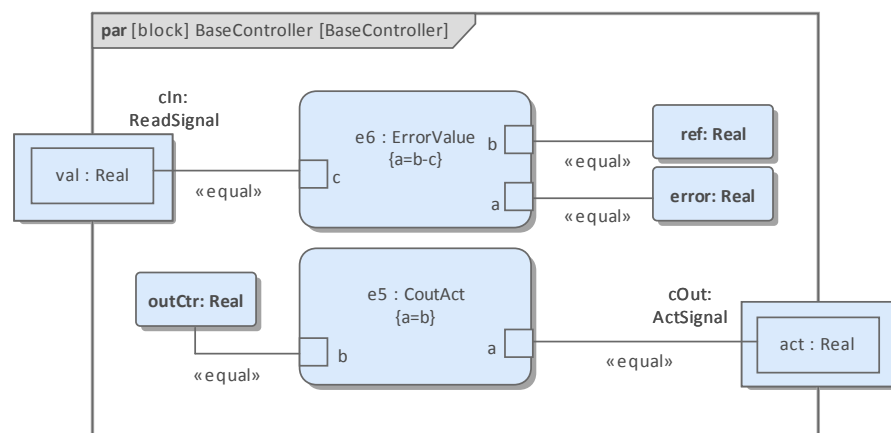 par [block] BaseController [BaseController]
cIn:
ReadSignal
val : Real
«equal»
c
e6 : ErrorValue
{a=b-c}
b
a
«equal»
ref: Real
«equal»
error: Real
outCtr: Real
«equal»
b
e5 : CoutAct
{a=b}
a
«equal»
cOut:
ActSignal
act : Real